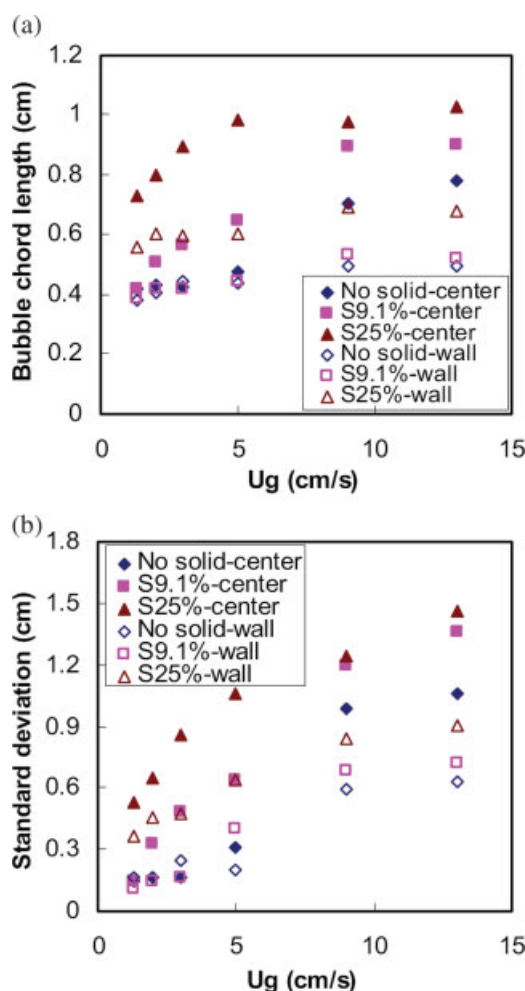 (a)
1.2
1
0.8
0.6
0.4
0.2
0
Bubble chord length (cm)
No solid-center
S9.1%-center
S25%-center
No solid-wall
S9.1%-wall
S25%-wall
0 5 10 15
Ug (cm/s)
(b)
1.8
1.5
1.2
0.9
0.6
0.3
0
Standard deviation (cm)
No solid-center
S9.1%-center
S25%-center
No solid-wall
S9.1%-wall
S25%-wall
0 5 10 15
Ug (cm/s)